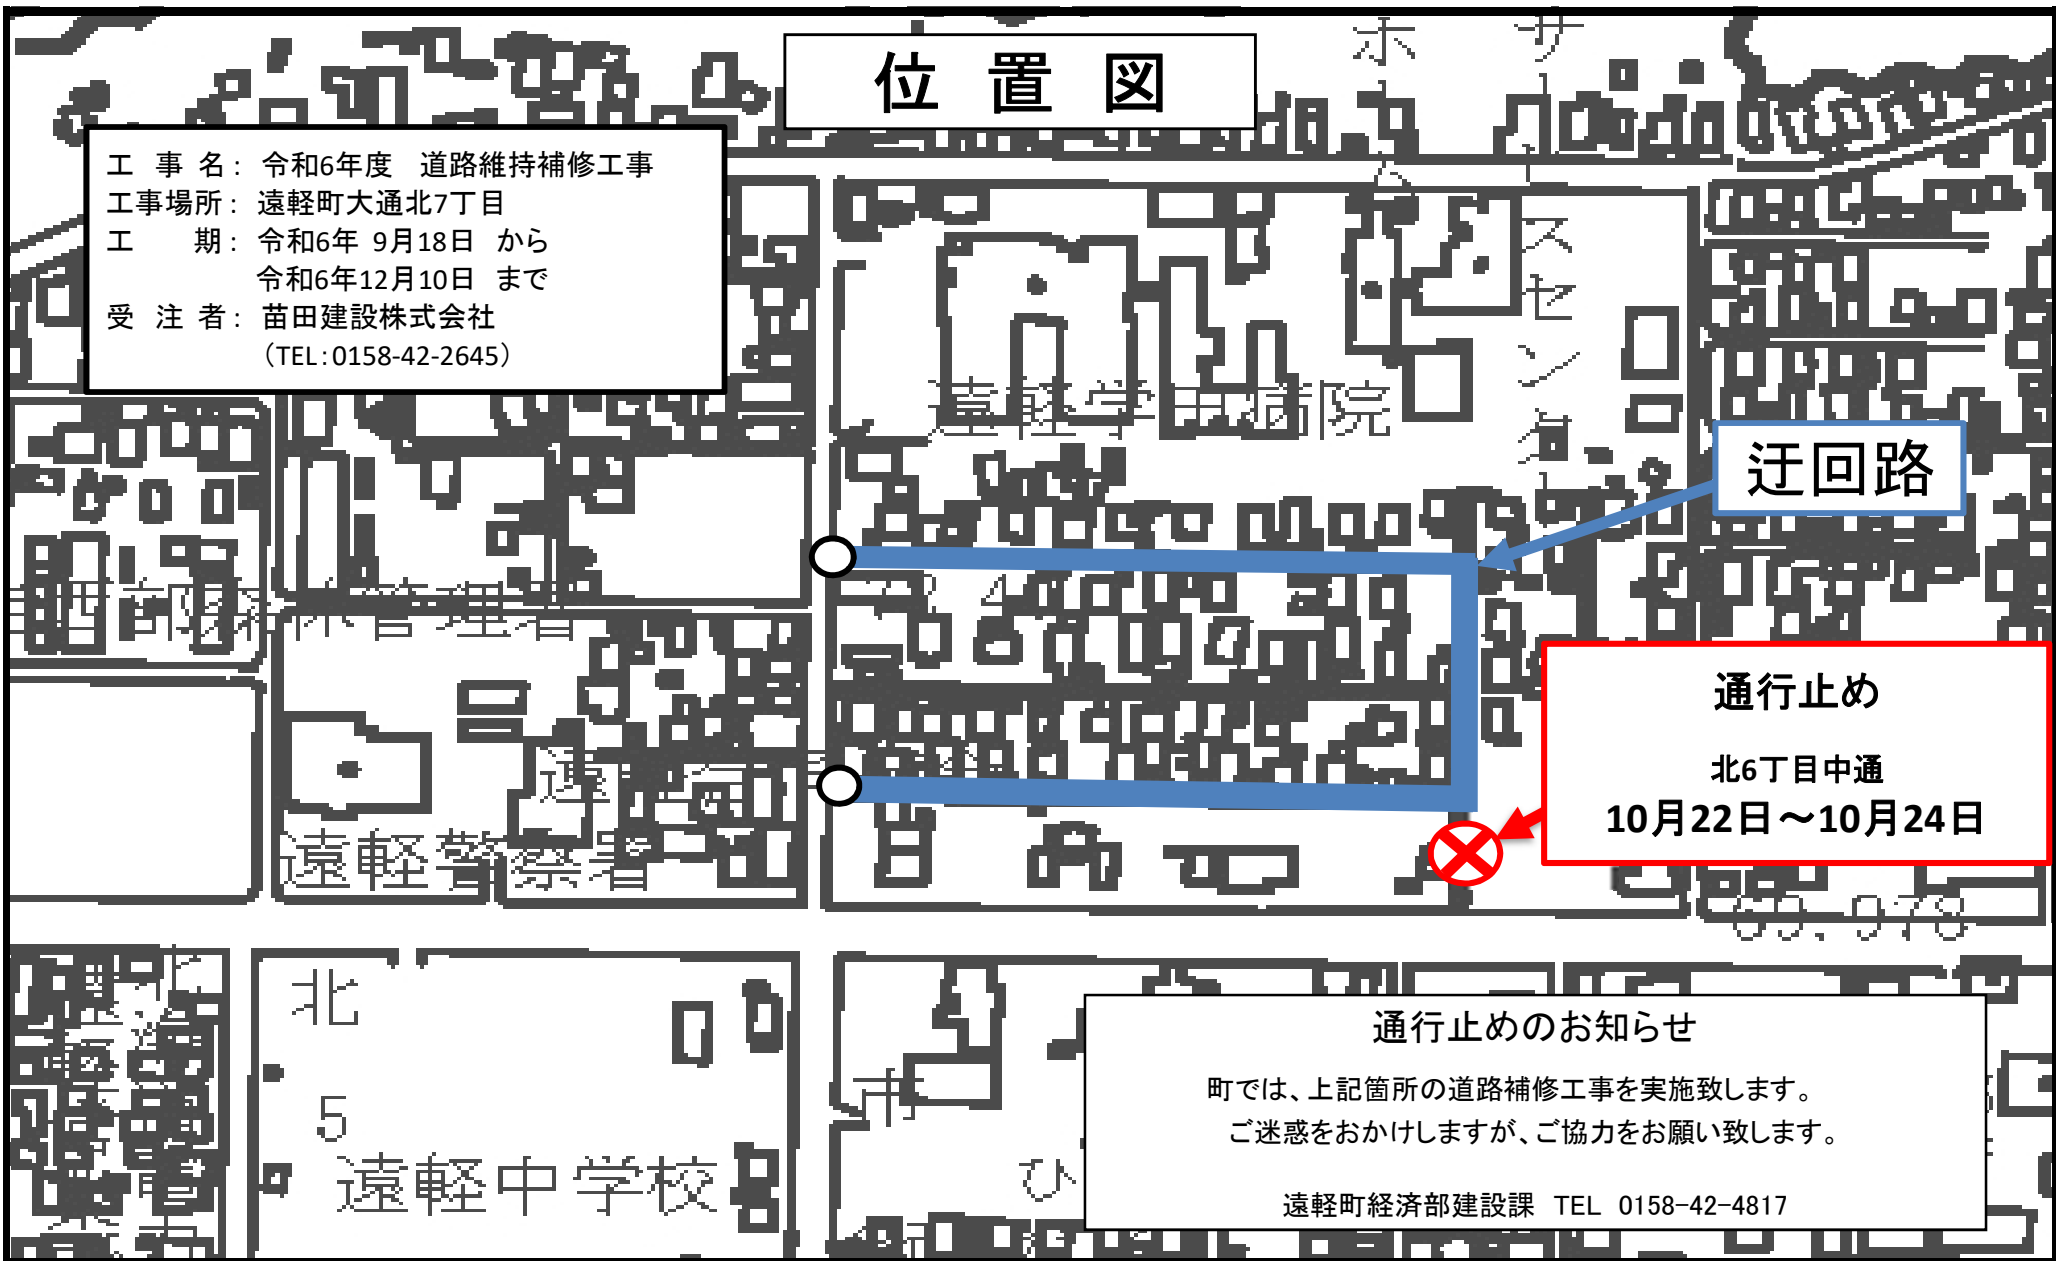 位 置 図
工 事 名： 令和6年度 道路維持補修工事
工事場所： 遠軽町大通北7丁目
工 期： 令和6年 9月18日 から
令和6年12月10日 まで
受 注 者： 苗田建設株式会社
（TEL：0158-42-2645）
遠軽学田病院
迂回路
通行止め
北6丁目中通
10月22日～10月24日
遠軽警察署
北
5
遠軽中学校
ひ
通行止めのお知らせ
町では、上記箇所の道路補修工事を実施致します。
ご迷惑をおかけしますが、ご協力をお願い致します。
遠軽町経済部建設課 TEL 0158-42-4817